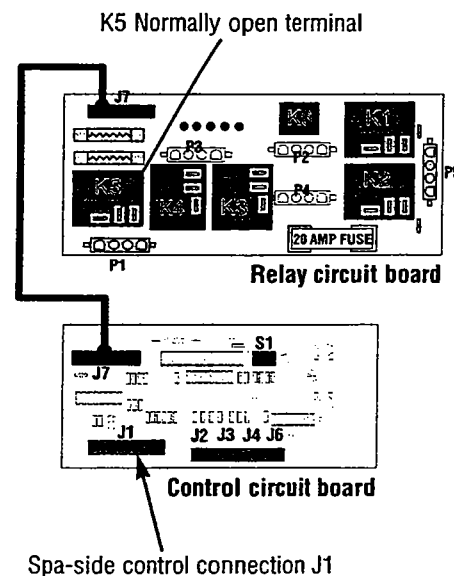 K5 Normally open terminal
J7
P3
K1
P2
P5
K5
K4
K3
K2
P4
20 AMP FUSE
P1
Relay circuit board
S1
J7
J1
J2 J3 J4 J6
Control circuit board
Spa-side control connection J1